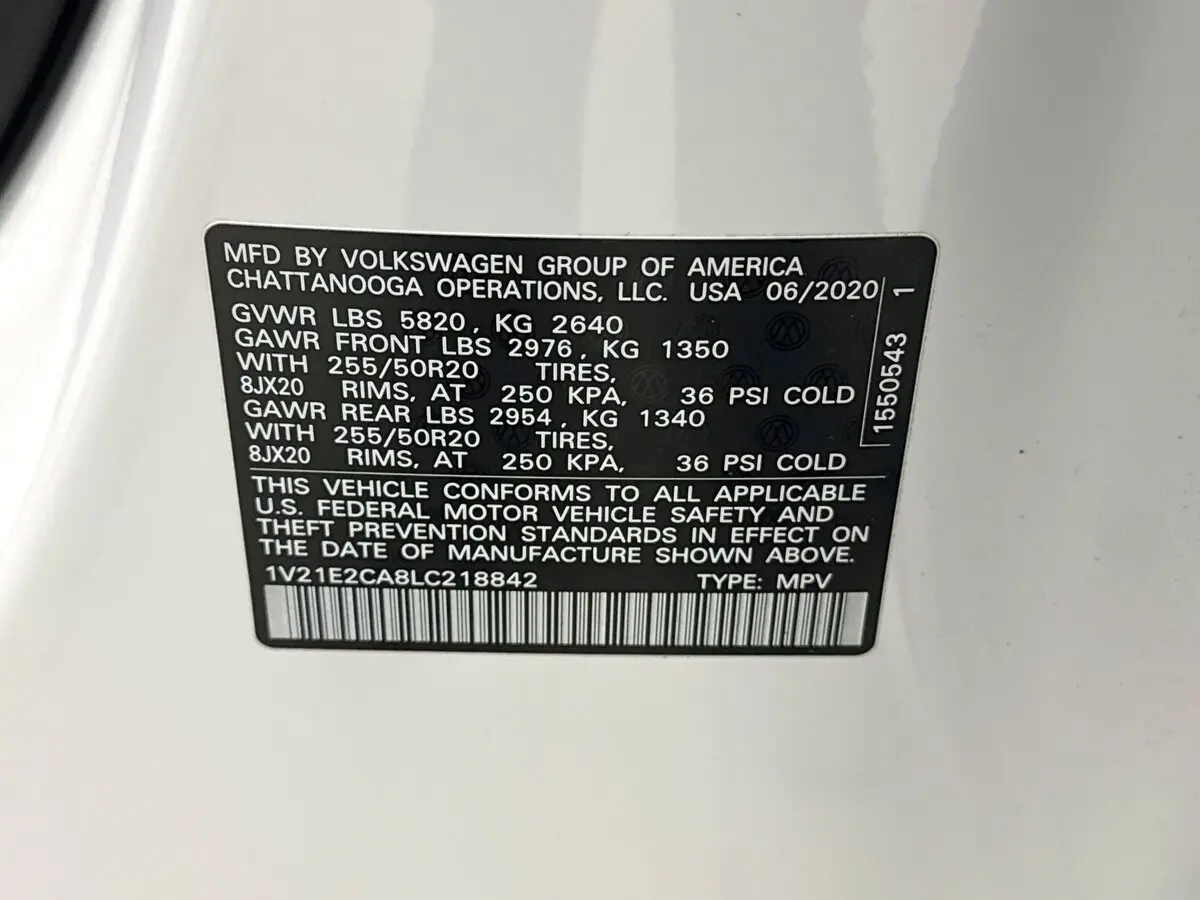 MFD BY VOLKSWAGEN GROUP OF AMERICA
CHATTANOOGA OPERATIONS, LLC. USA 06/2020
GVWR LBS 5820, KG 2640
GAWR FRONT LBS 2976, KG 1350
WITH 255/50R20 TIRES,
8JX20 RIMS, AT 250 KPA, 36 PSI COLD
GAWR REAR LBS 2954, KG 1340
WITH 255/50R20 TIRES,
8JX20 RIMS, AT 250 KPA, 36 PSI COLD
1550543 1
THIS VEHICLE CONFORMS TO ALL APPLICABLE
U.S. FEDERAL MOTOR VEHICLE SAFETY AND
THEFT PREVENTION STANDARDS IN EFFECT ON
THE DATE OF MANUFACTURE SHOWN ABOVE.
1V21E2CA8LC218842 TYPE: MPV